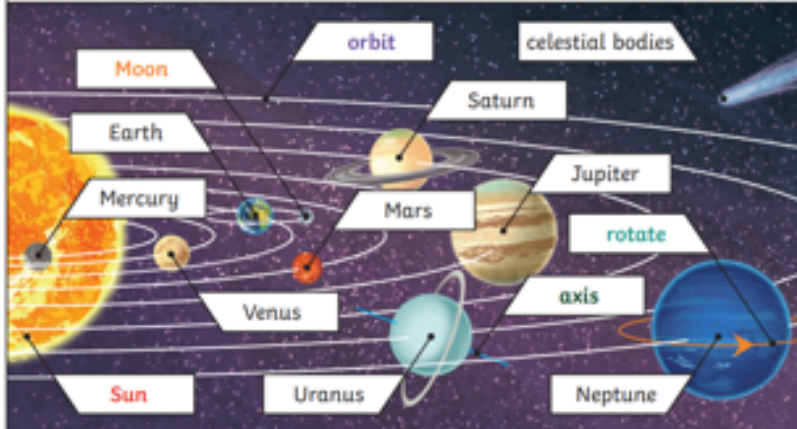 orbit
celestial bodies
Moon
Saturn
Earth
Jupiter
Mercury
Mars
rotate
Venus
axis
Sun
Uranus
Neptune